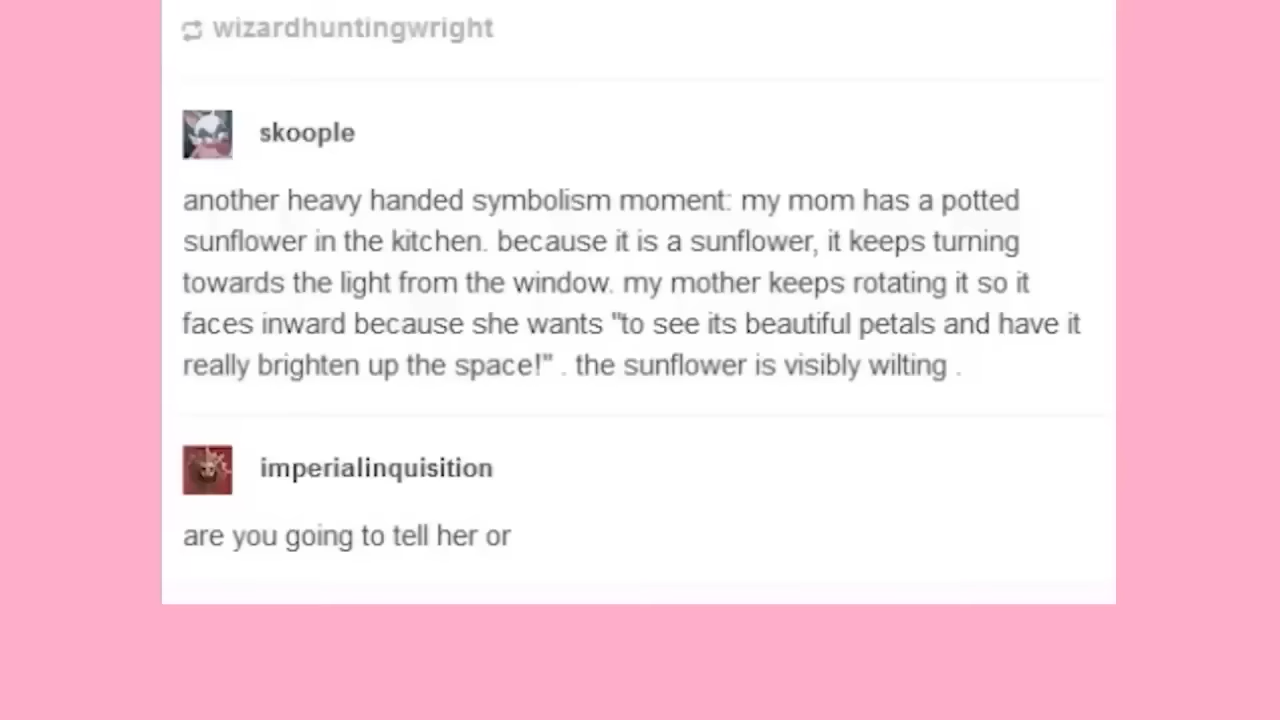 wizardhuntingwright
skoople
another heavy handed symbolism moment: my mom has a potted
sunflower in the kitchen. because it is a sunflower, it keeps turning
towards the light from the window. my mother keeps rotating it so it
faces inward because she wants "to see its beautiful petals and have it
really brighten up the space!" . the sunflower is visibly wilting .
imperialinquisition
are you going to tell her or